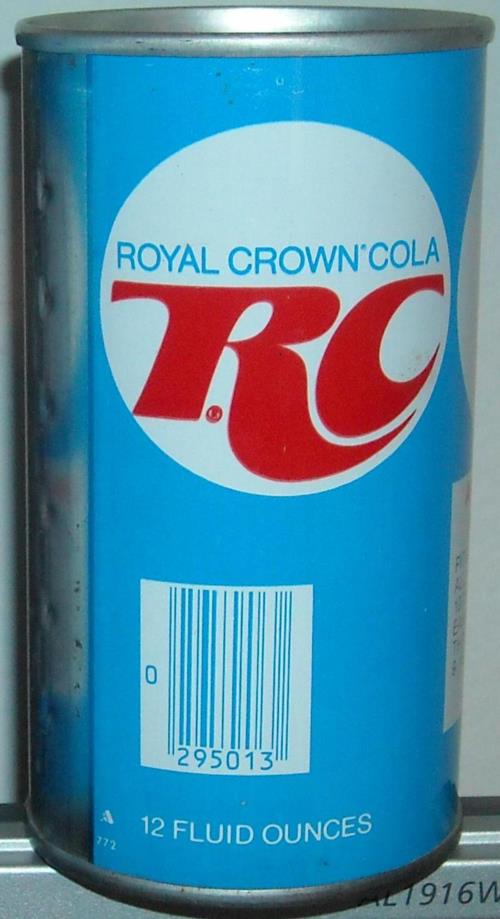 ROYAL CROWN® COLA
RC®
0
295013
A
772
12 FLUID OUNCES
AL1916W